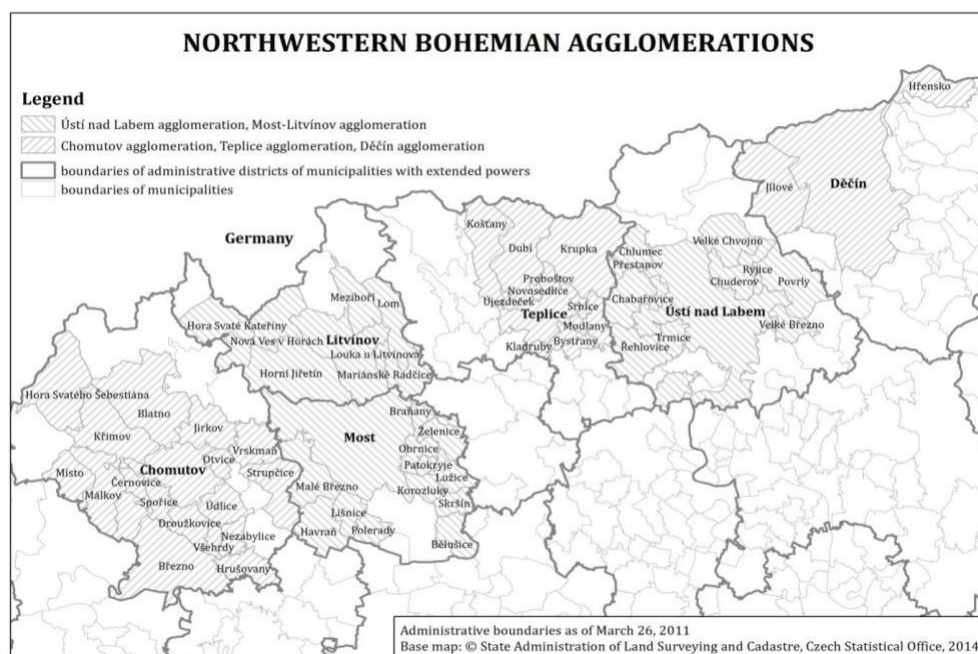 NORTHWESTERN BOHEMIAN AGGLOMERATIONS
Legend
Ústí nad Labem agglomeration, Most-Litvínov agglomeration
Chomutov agglomeration, Teplice agglomeration, Děčín agglomeration
boundaries of administrative districts of municipalities with extended powers
boundaries of municipalities
Hřensko
Děčín
Jílové
Germany
Košťany
Dubí
Krupka
Velké Chvojno
Chlumec
Přestanov
Ryjice
Proboštov
Chuderov
Povrly
Novosedlice
Meziboří
Lom
Újezdeček
Srbice
Chabařovice
Teplice
Ústí nad Labem
Hora Svaté Kateřiny
Modlany
Velké Březno
Nová Ves v Horách
Litvínov
Kladruby
Bystřany
Trmice
Řehlovice
Louka u Litvínova
Horní Jiřetín
Mariánské Radčice
Hora Svatého Šebestiána
Blatno
Braňany
Jirkov
Želenice
Křimov
Most
Obrnice
Vrskmaň
Otvice
Patokryje
Místo
Chomutov
Strupčice
Lužice
Černovice
Málkov
Malé Březno
Korozluky
Spořice
Údlice
Skršín
Lišnice
Droužkovice
Havraň
Polerady
Nezabylice
Bělušice
Všehrdy
Březno
Hrušovany
Administrative boundaries as of March 26, 2011
Base map: © State Administration of Land Surveying and Cadastre, Czech Statistical Office, 2014